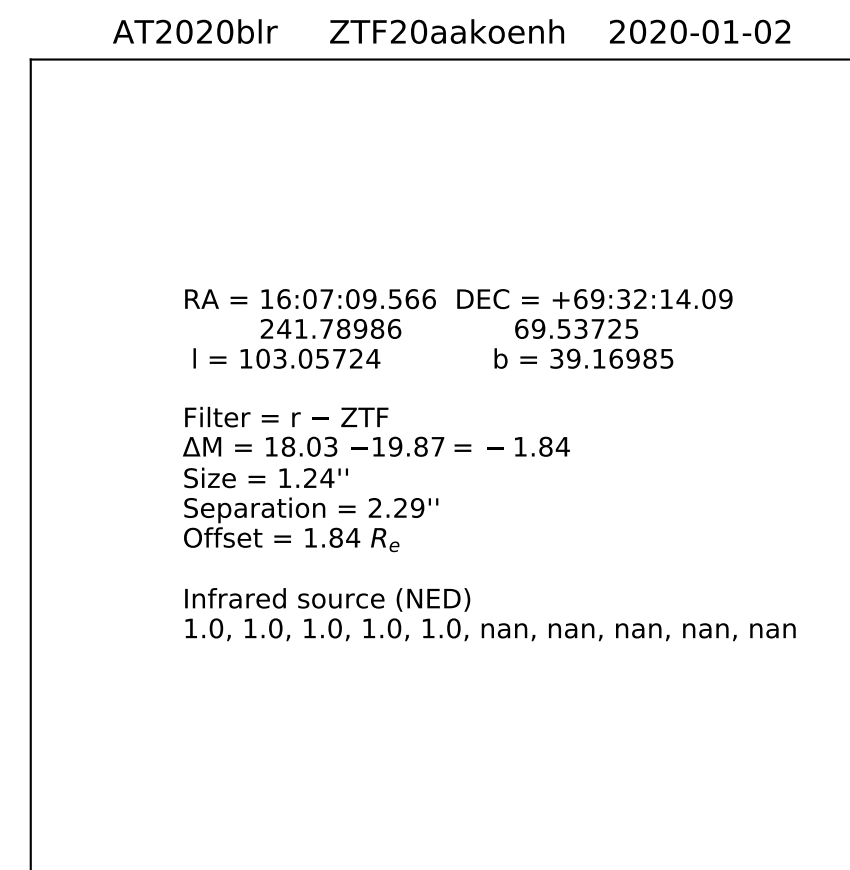 AT2020blr ZTF20aakoenh 2020-01-02
RA = 16:07:09.566 DEC = +69:32:14.09
241.78986 69.53725
l = 103.05724 b = 39.16985
Filter = r − ZTF
ΔM = 18.03 −19.87 = − 1.84
Size = 1.24''
Separation = 2.29''
Offset = 1.84 Rₑ
Infrared source (NED)
1.0, 1.0, 1.0, 1.0, 1.0, nan, nan, nan, nan, nan